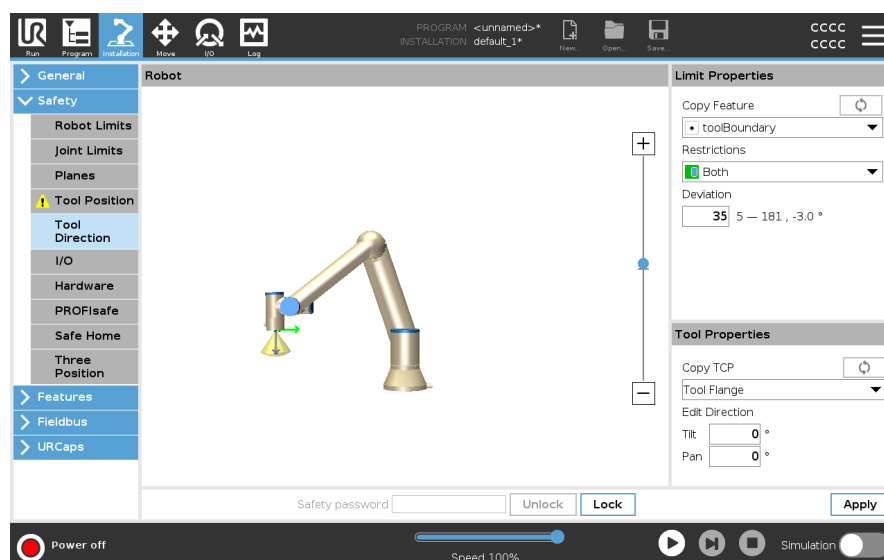 PROGRAM <unnamed>*
INSTALLATION default_1*
CCCC
CCCC
Run Program Installation Move I/O Log New... Open... Save...
General
Safety
Robot Limits
Joint Limits
Planes
Tool Position
Tool
Direction
I/O
Hardware
PROFIsafe
Safe Home
Three
Position
Features
Fieldbus
URCaps
Robot
Limit Properties
Copy Feature
toolBoundary
Restrictions
Both
Deviation
35 5 — 181 , -3.0 °
Tool Properties
Copy TCP
Tool Flange
Edit Direction
Tilt 0 °
Pan 0 °
Safety password Unlock Lock Apply
Power off
Speed 100%
Simulation